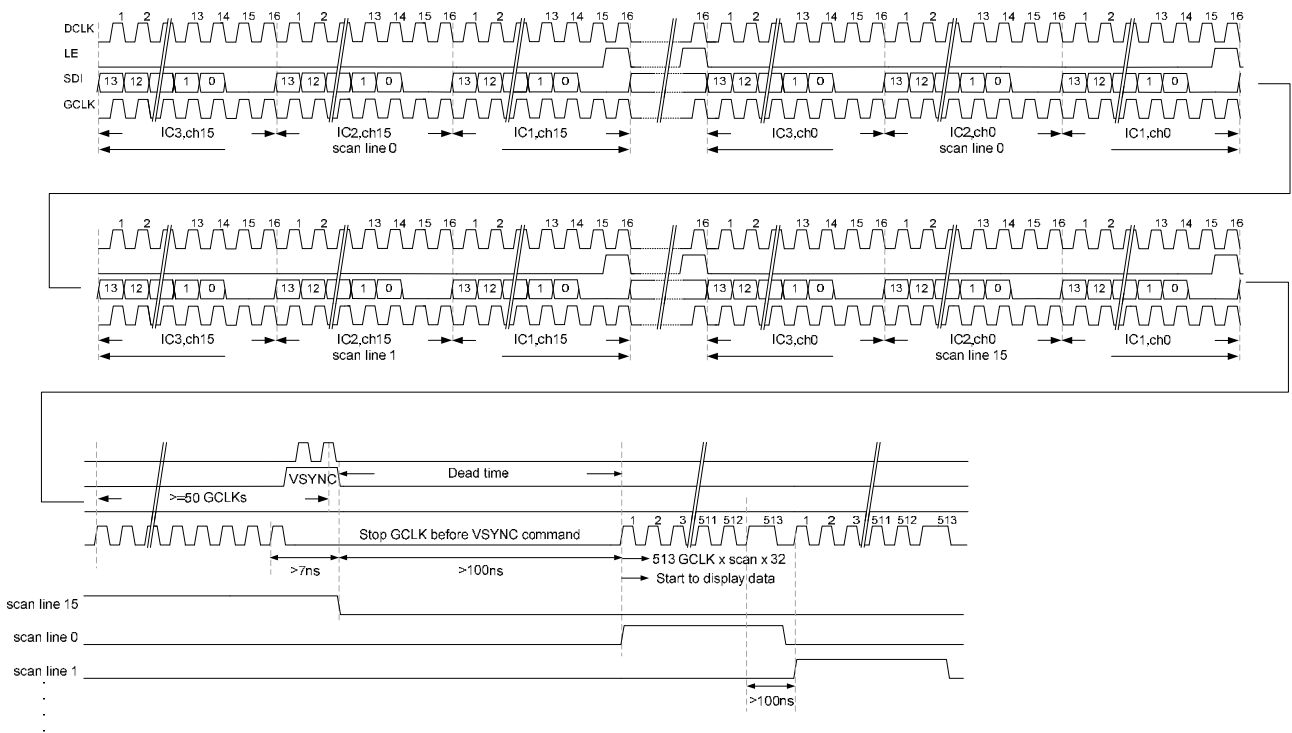 1 2 13 14 15 16 1 2 13 14 15 16 1 2 13 14 15 16 16 1 2 13 14 15 16 1 2 13 14 15 16 1 2 13 14 15 16
DCLK
LE
SDI 13 12 1 0 13 12 1 0 13 12 1 0 13 12 1 0 13 12 1 0 13 12 1 0
GCLK
IC3,ch15 IC2,ch15 IC1,ch15 IC3,ch0 IC2,ch0 IC1,ch0
scan line 0 scan line 0
1 2 13 14 15 16 1 2 13 14 15 16 1 2 13 14 15 16 16 1 2 13 14 15 16 1 2 13 14 15 16 1 2 13 14 15 16
13 12 1 0 13 12 1 0 13 12 1 0 13 12 1 0 13 12 1 0 13 12 1 0
IC3,ch15 IC2,ch15 IC1,ch15 IC3,ch0 IC2,ch0 IC1,ch0
scan line 1 scan line 15
VSYNC Dead time
>=50 GCLKs
1 2 3 511 512 513 1 2 3 511 512 513
Stop GCLK before VSYNC command
513 GCLK x scan x 32
>7ns >100ns
Start to display data
scan line 15
scan line 0
scan line 1
>100ns